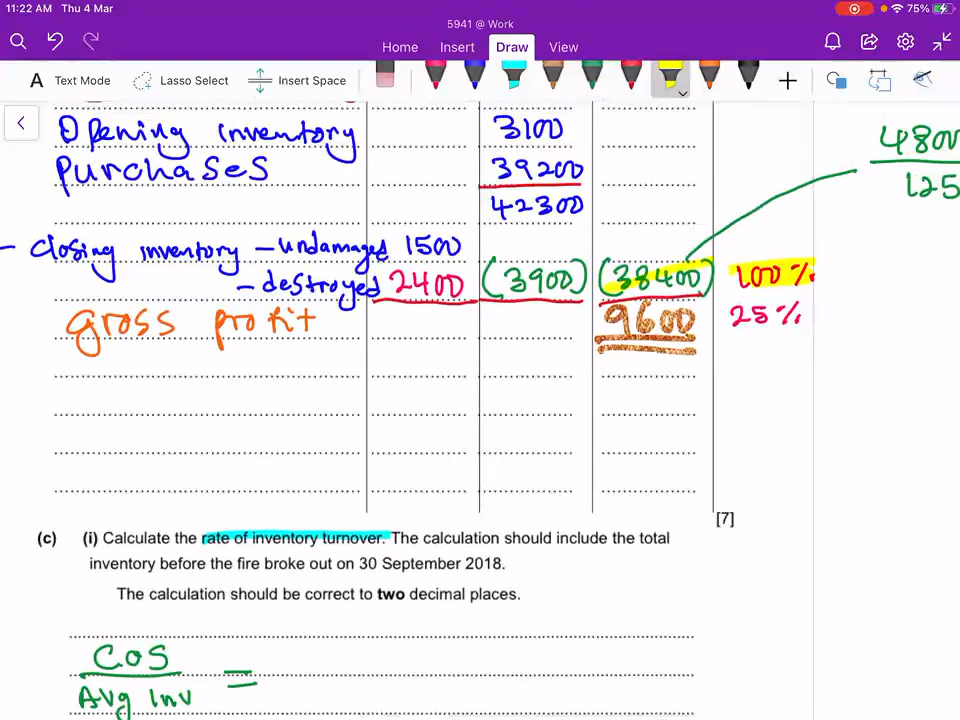 11:22 AM Thu 4 Mar
75%
5941 @ Work
Home Insert Draw View
A Text Mode Lasso Select Insert Space
Opening inventory 3100
Purchases 39200
42300
4800
125
- Closing inventory - undamaged 1500
- destroyed 2400 (3900) (38400) 100%
gross profit 9600 25%
[7]
(c) (i) Calculate the rate of inventory turnover. The calculation should include the total
inventory before the fire broke out on 30 September 2018.
The calculation should be correct to two decimal places.
COS
Avg Inv =